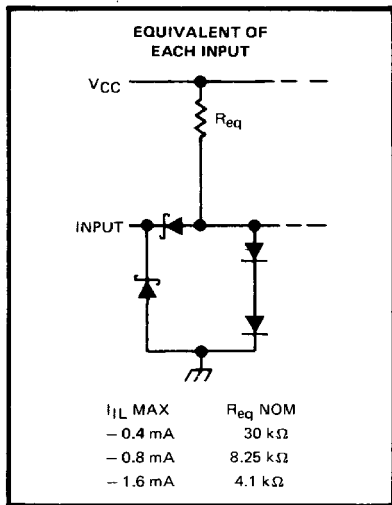 EQUIVALENT OF
EACH INPUT
VCC
Req
INPUT
IIL MAX Req NOM
– 0.4 mA 30 kΩ
– 0.8 mA 8.25 kΩ
– 1.6 mA 4.1 kΩ